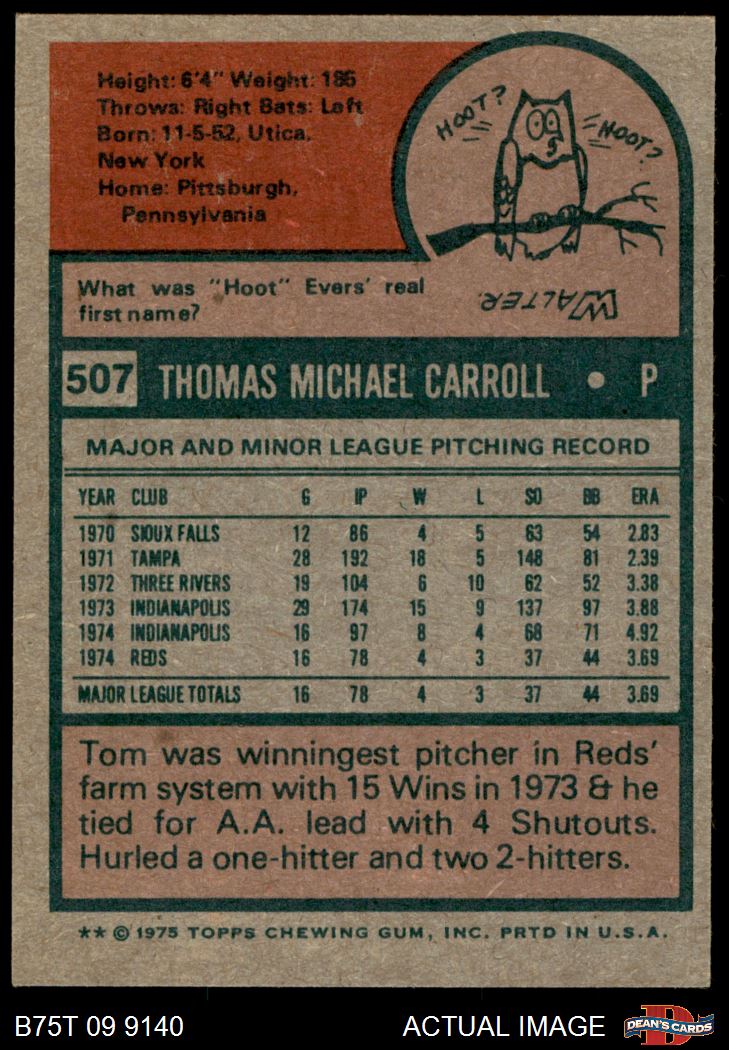 Height: 6'4" Weight: 185
Throws: Right Bats: Left
Born: 11-5-52, Utica,
New York
Home: Pittsburgh,
Pennsylvania
HOOT?
HOOT?
What was "Hoot" Evers' real
first name?
WALTER.
507 THOMAS MICHAEL CARROLL • P
MAJOR AND MINOR LEAGUE PITCHING RECORD
YEAR CLUB G IP W L SO BB ERA
1970 SIOUX FALLS 12 86 4 5 63 54 2.83
1971 TAMPA 28 192 18 5 148 81 2.39
1972 THREE RIVERS 19 104 6 10 62 52 3.38
1973 INDIANAPOLIS 29 174 15 9 137 97 3.88
1974 INDIANAPOLIS 16 97 8 4 68 71 4.92
1974 REDS 16 78 4 3 37 44 3.69
MAJOR LEAGUE TOTALS 16 78 4 3 37 44 3.69
Tom was winningest pitcher in Reds'
farm system with 15 Wins in 1973 & he
tied for A.A. lead with 4 Shutouts.
Hurled a one-hitter and two 2-hitters.
** © 1975 TOPPS CHEWING GUM, INC. PRTD IN U.S.A.
B75T 09 9140 ACTUAL IMAGE D DEAN'S CARDS